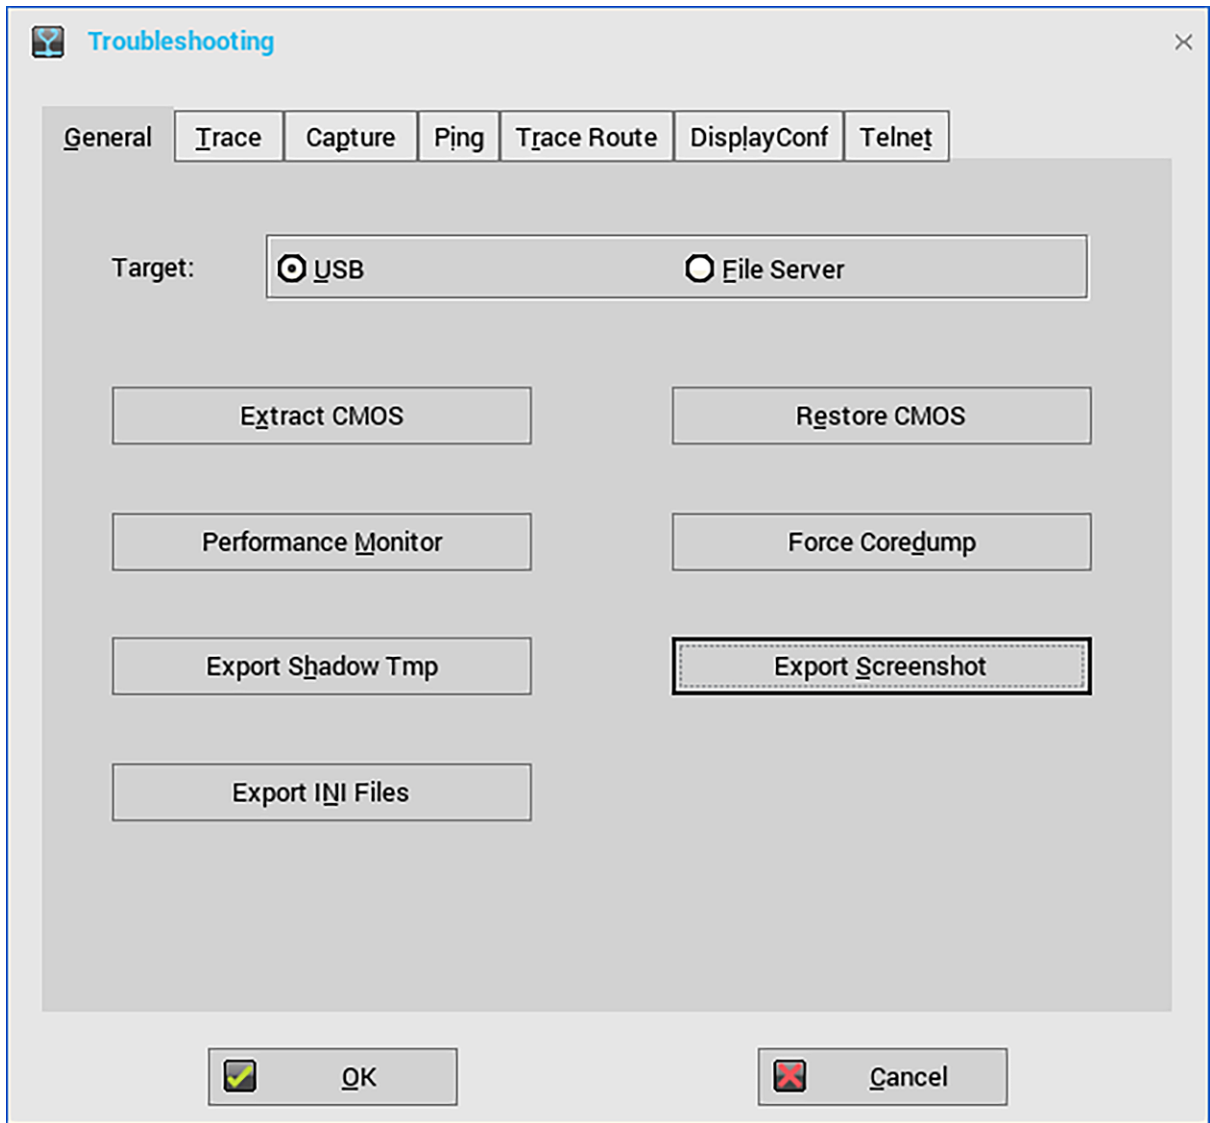 Troubleshooting
General Trace Capture Ping Trace Route DisplayConf Telnet
Target: USB File Server
Extract CMOS Restore CMOS
Performance Monitor Force Coredump
Export Shadow Tmp Export Screenshot
Export INI Files
OK Cancel